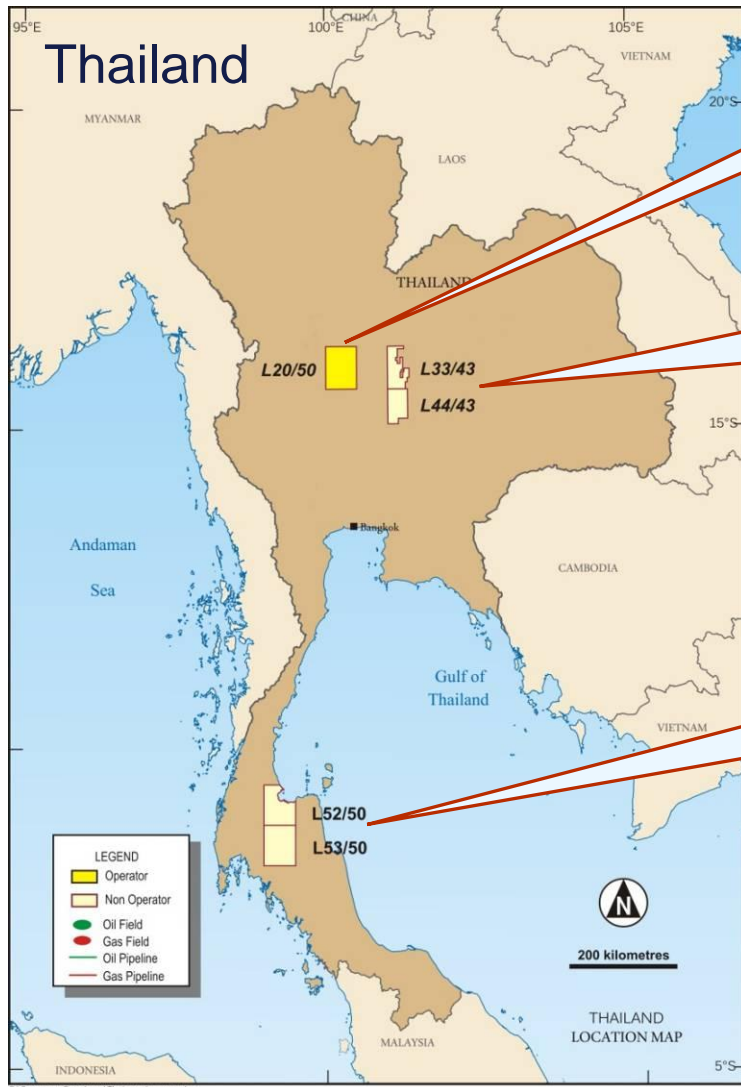 95°E
100°E
105°E
CHINA
Thailand
VIETNAM
20°S
MYANMAR
LAOS
THAILAND
L20/50
L33/43
L44/43
15°S
Bangkok
Andaman
Sea
CAMBODIA
Gulf of
Thailand
VIETNAM
L52/50
L53/50
LEGEND
Operator
Non Operator
Oil Field
Gas Field
Oil Pipeline
Gas Pipeline
N
200 kilometres
THAILAND
LOCATION MAP
MALAYSIA
INDONESIA
5°S